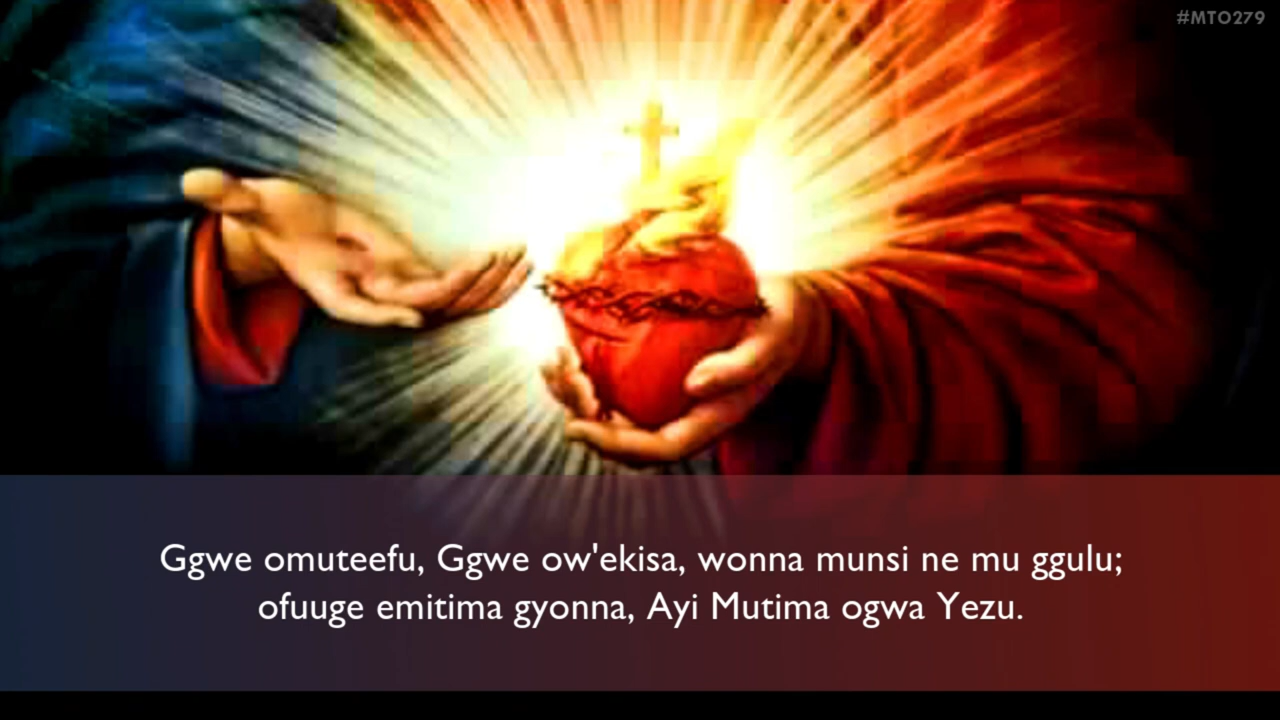 #MTO279
Ggwe omuteefu, Ggwe ow'ekisa, wonna munsi ne mu ggulu;
ofuuge emitima gyonna, Ayi Mutima ogwa Yezu.